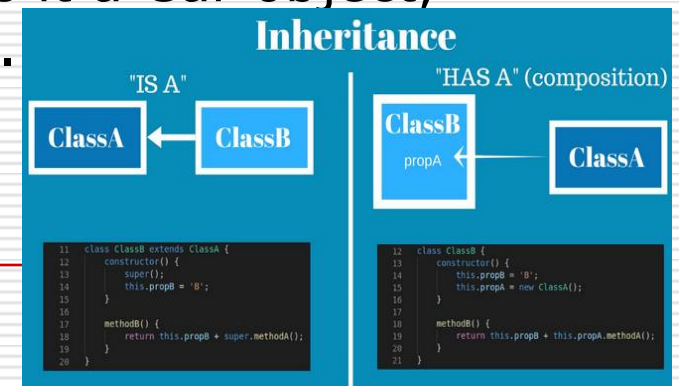 it a Car object,
.
Inheritance
"IS A"
ClassA
ClassB
11 class ClassB extends ClassA {
12 constructor() {
13 super();
14 this.propB = 'B';
15 }
16
17 methodB() {
18 return this.propB + super.methodA();
19 }
20 }
"HAS A" (composition)
ClassB
propA
ClassA
12 class ClassB {
13 constructor() {
14 this.propB = 'B';
15 this.propA = new ClassA();
16 }
17
18 methodB() {
19 return this.propB + this.propA.methodA();
20 }
21 }